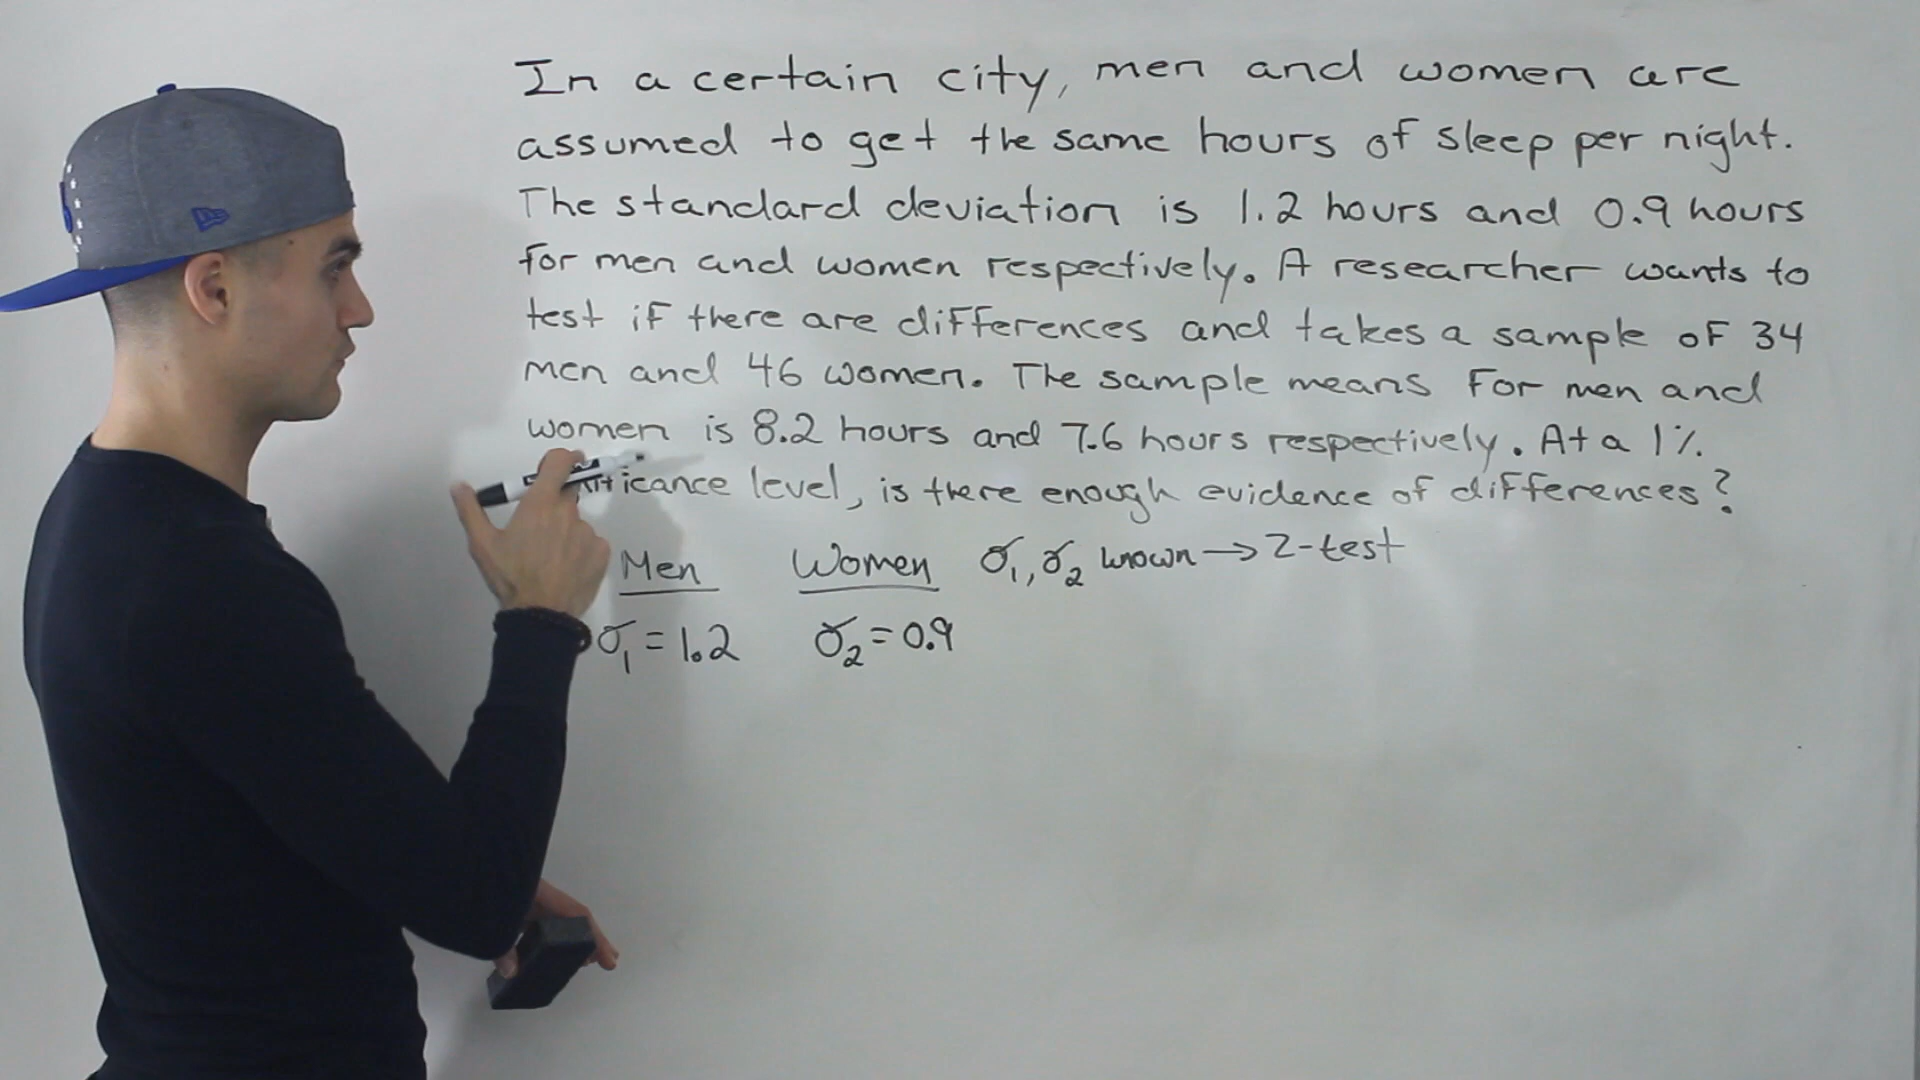 In a certain city, men and women are
assumed to get the same hours of sleep per night.
The standard deviation is 1.2 hours and 0.9 hours
for men and women respectively. A researcher wants to
test if there are differences and takes a sample of 34
men and 46 women. The sample means for men and
women is 8.2 hours and 7.6 hours respectively. At a 1%
ificance level, is there enough evidence of differences?
Men Women σ₁, σ₂ known → Z-test
σ₁ = 1.2 σ₂ = 0.9